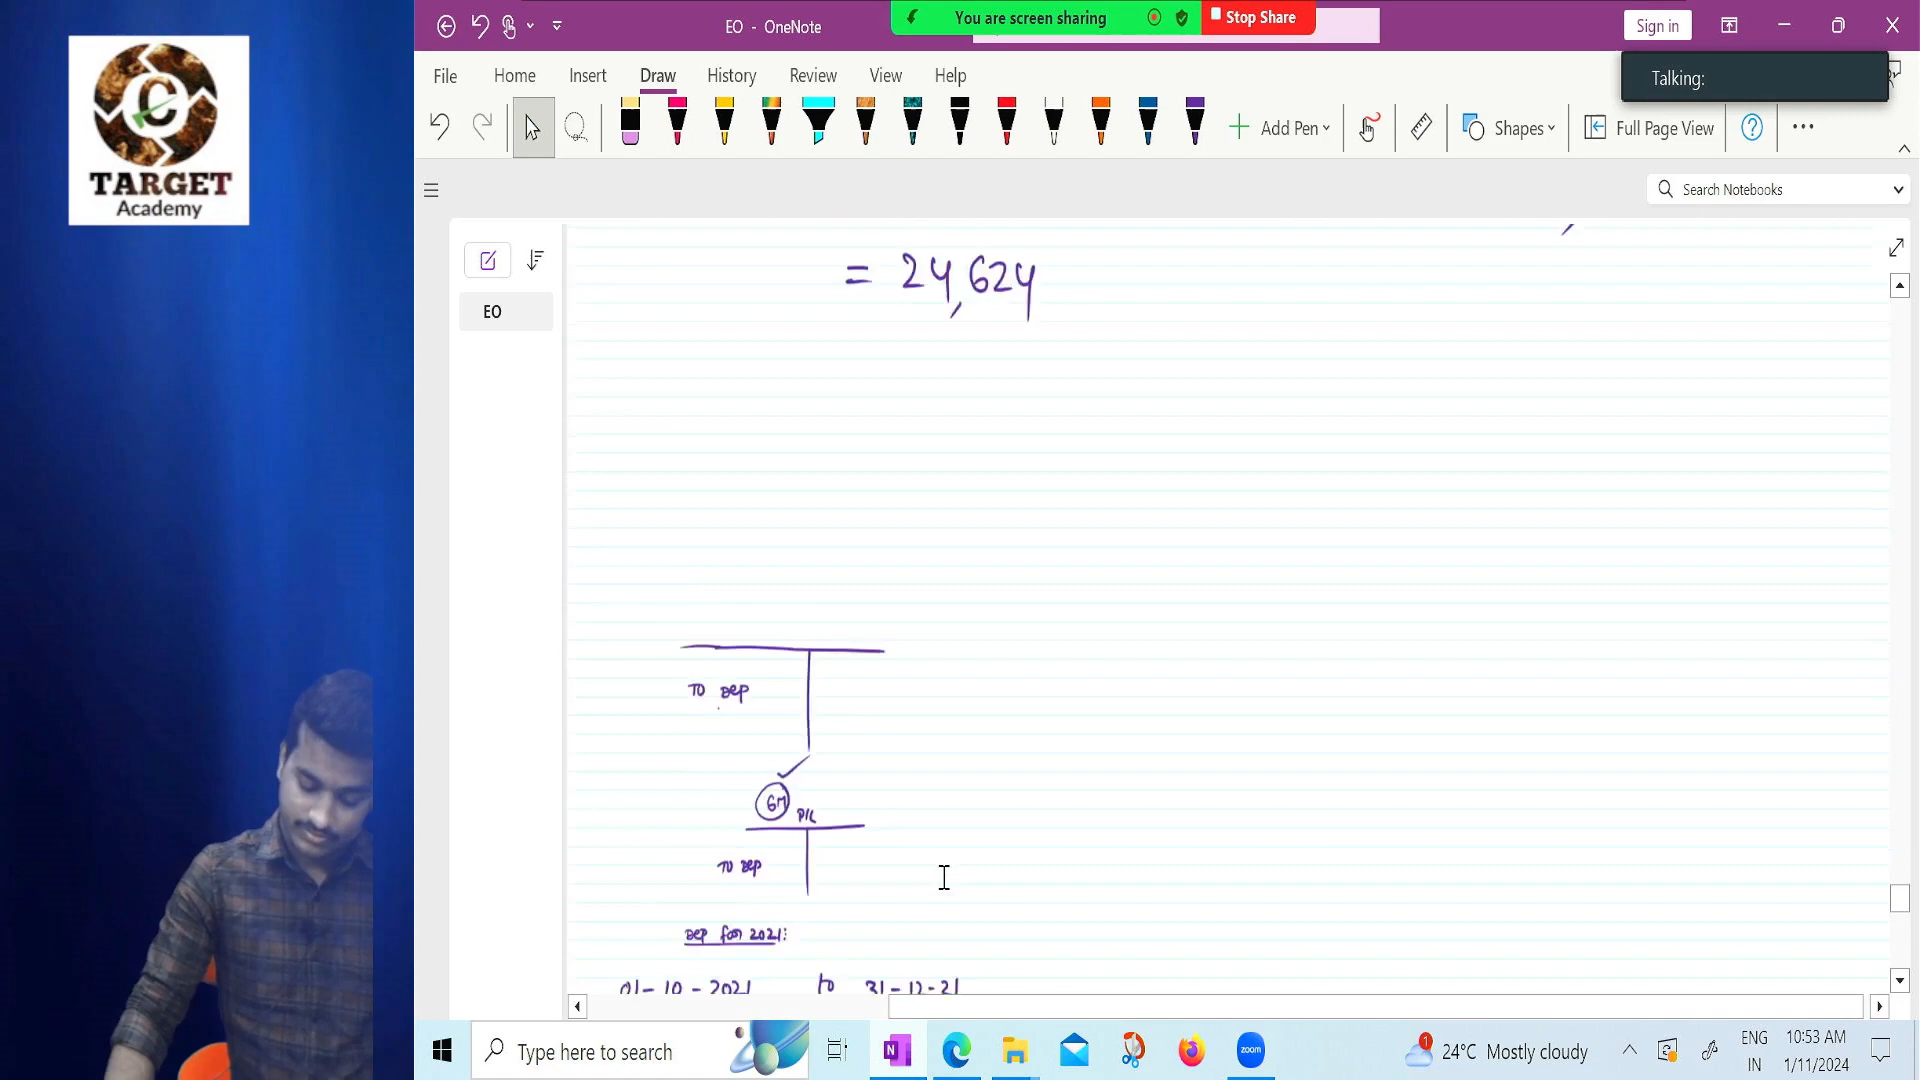 C
TARGET
Academy
EO - OneNote
You are screen sharing
Stop Share
Sign in
File Home Insert Draw History Review View Help
Talking:
Add Pen
Shapes
Full Page View
Search Notebooks
EO
= 24,624
TO Dep
6M
P/L
TO Dep
Dep for 2021:
01-10-2021 to 31-12-21
Type here to search
N
zoom
1
24°C Mostly cloudy
ENG
IN
10:53 AM
1/11/2024